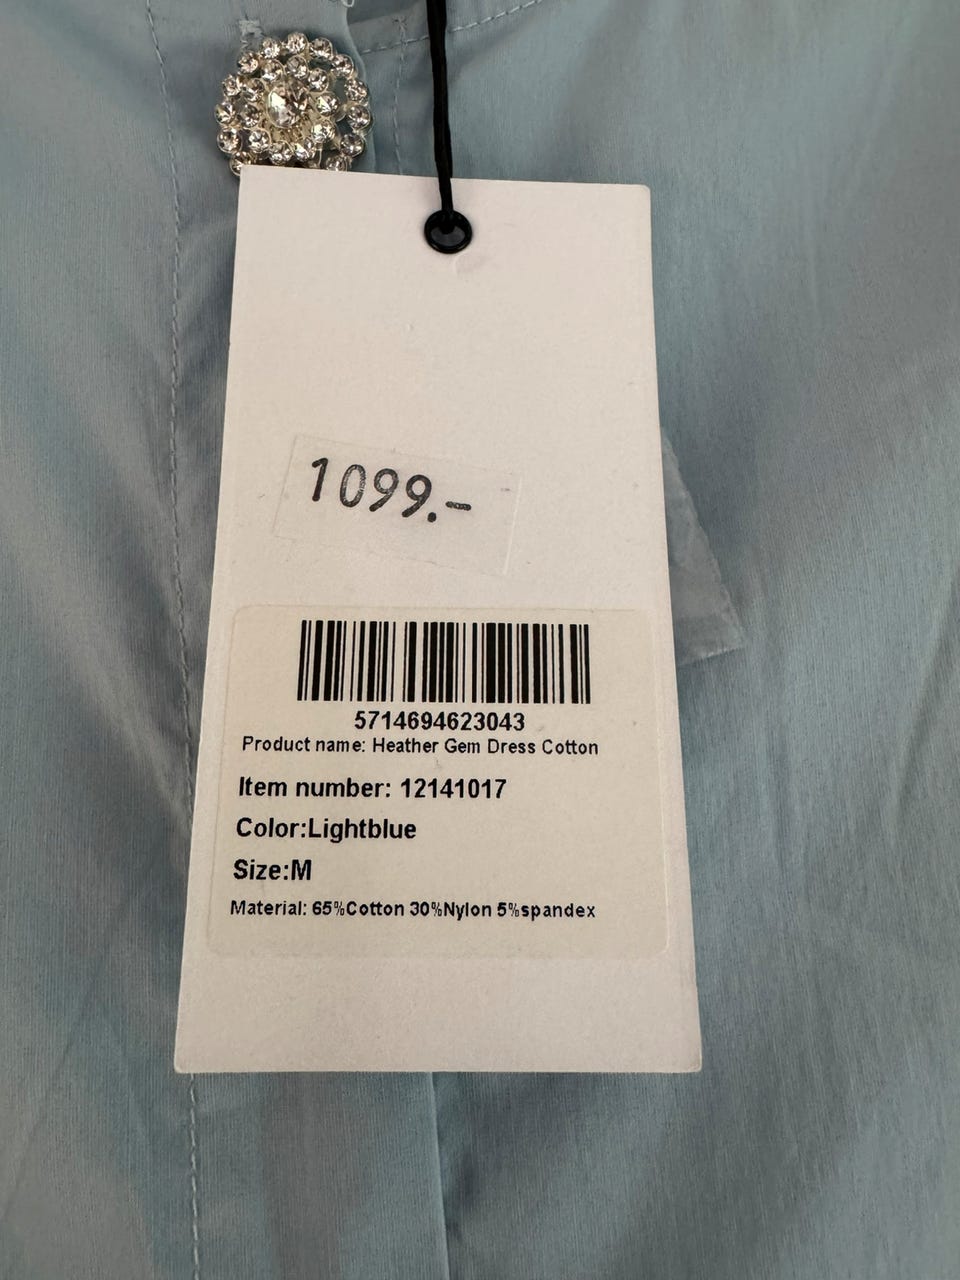 1099.-
5714694623043
Product name: Heather Gem Dress Cotton
Item number: 12141017
Color:Lightblue
Size:M
Material: 65%Cotton 30%Nylon 5%spandex